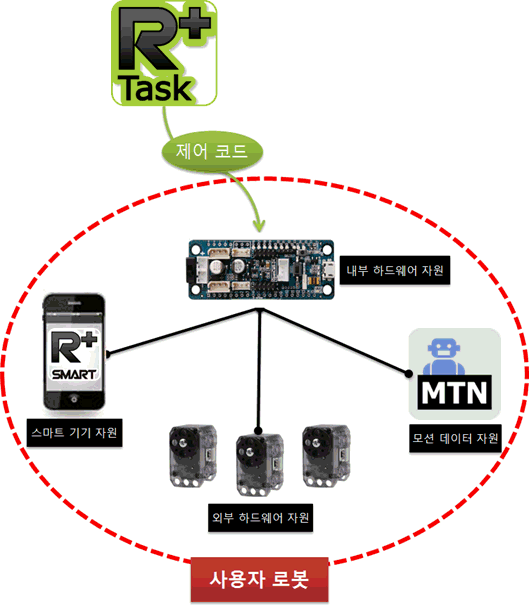 R+
Task
제어 코드
내부 하드웨어 자원
R+
SMART
스마트 기기 자원
MTN
모션 데이터 자원
외부 하드웨어 자원
사용자 로봇